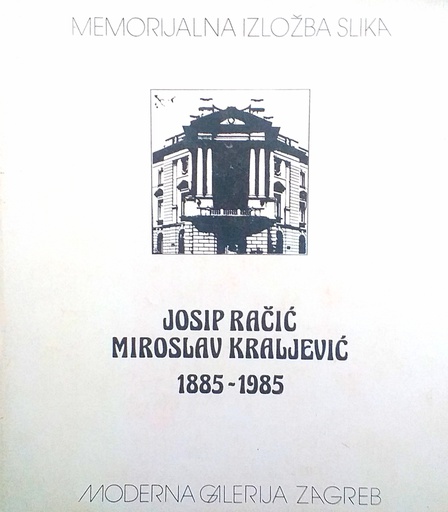 MEMORIJALNA IZLOŽBA SLIKA
JOSIP RAČIĆ
MIROSLAV KRALJEVIĆ
1885-1985
MODERNA GALERIJA ZAGREB